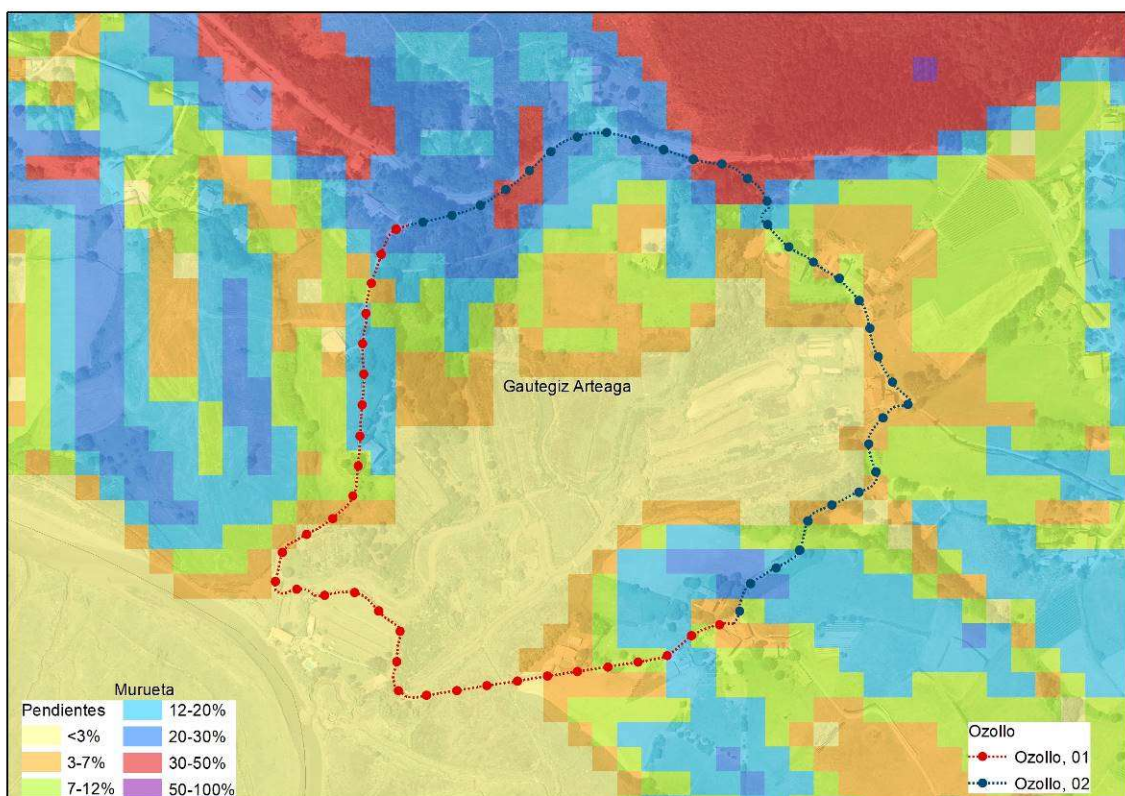 Gautegiz Arteaga
Murueta
Pendientes
<3%
3-7%
7-12%
12-20%
20-30%
30-50%
50-100%
Ozollo
Ozollo, 01
Ozollo, 02